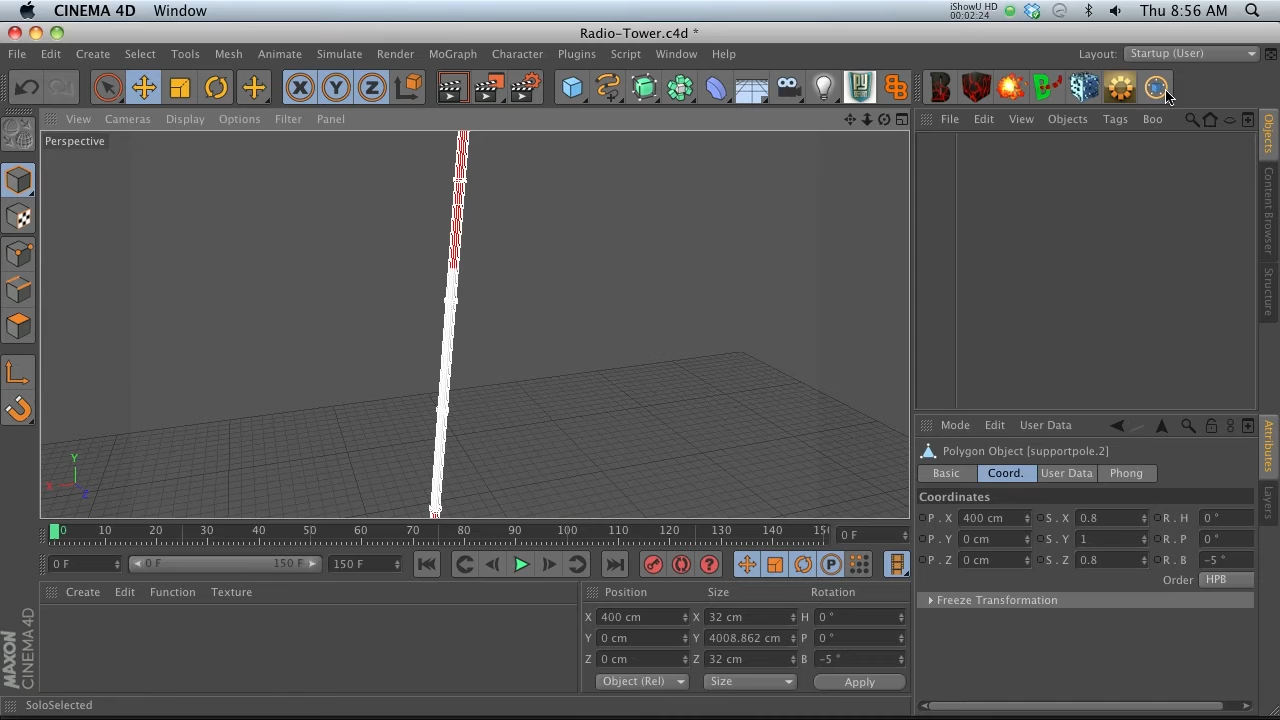 CINEMA 4D Window
iShowU HD
00:02:24
Thu 8:56 AM
Radio-Tower.c4d *
File Edit Create Select Tools Mesh Animate Simulate Render MoGraph Character Plugins Script Window Help
Layout: Startup (User)
X Y Z
View Cameras Display Options Filter Panel
File Edit View Objects Tags Boo
Perspective
Objects
Content Browser
Structure
Y
X
Z
Mode Edit User Data
Attributes
Layers
Polygon Object [supportpole.2]
Basic Coord. User Data Phong
Coordinates
P . X 400 cm S . X 0.8 R . H 0 °
P . Y 0 cm S . Y 1 R . P 0 °
P . Z 0 cm S . Z 0.8 R . B -5 °
Order HPB
Freeze Transformation
0 10 20 30 40 50 60 70 80 90 100 110 120 130 140 15
0 F
0 F 0 F 150 F 150 F
P
Create Edit Function Texture
Position Size Rotation
X 400 cm X 32 cm H 0 °
Y 0 cm Y 4008.862 cm P 0 °
Z 0 cm Z 32 cm B -5 °
Object (Rel) Size Apply
MAXON
CINEMA 4D
SoloSelected